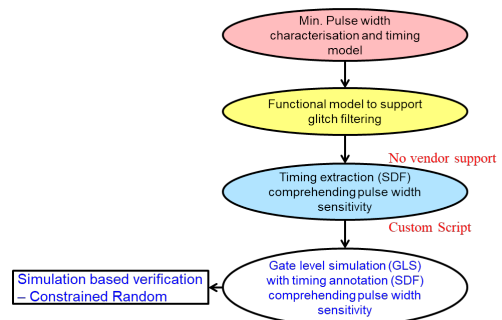 Min. Pulse width
characterisation and timing
model
Functional model to support
glitch filtering
No vendor support
Timing extraction (SDF)
comprehending pulse width
sensitivity
Custom Script
Gate level simulation (GLS)
with timing annotation (SDF)
comprehending pulse width
sensitivity
Simulation based verification
– Constrained Random